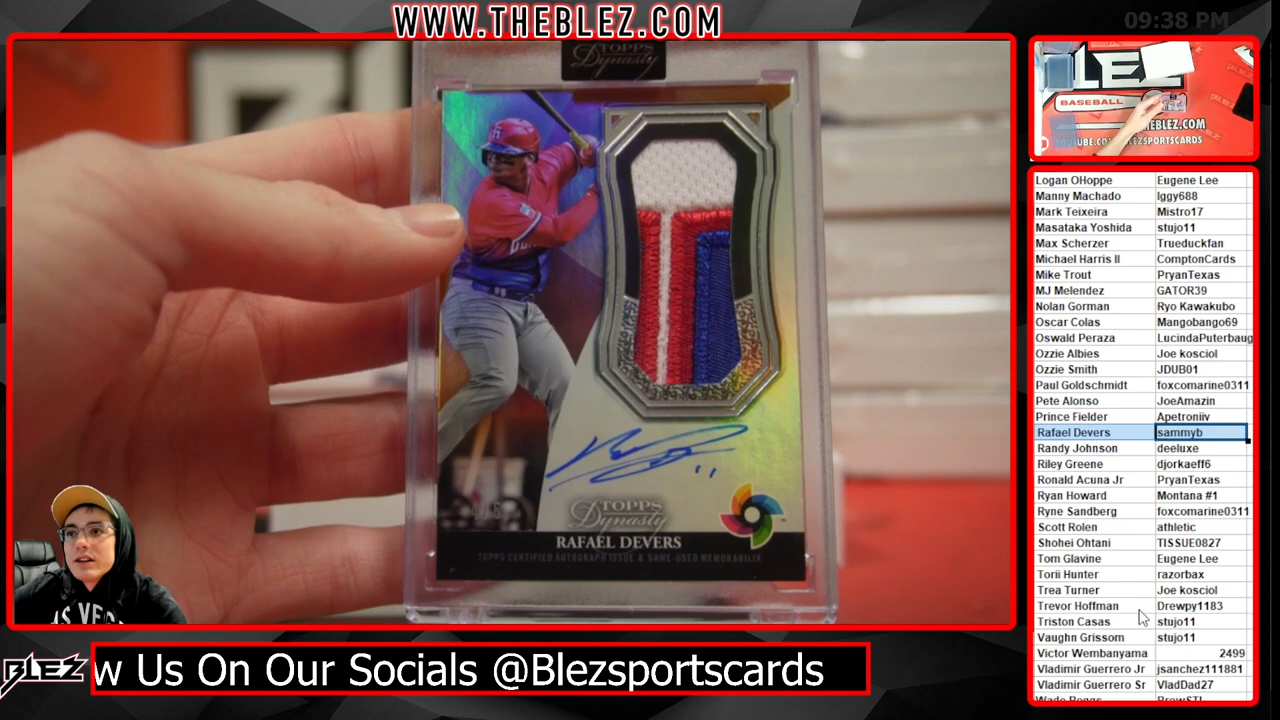 WWW.THEBLEZ.COM
09:38 PM
TOPPS
Dynasty
TOPPS
Dynasty
RAFAEL DEVERS
TOPPS CERTIFIED AUTOGRAPH ISSUE & GAME-USED MEMORABILIA
BASEBALL
THEBLEZ.COM
Logan OHoppe Eugene Lee
Manny Machado Iggy688
Mark Teixeira Mistro17
Masataka Yoshida stujo11
Max Scherzer Trueduckfan
Michael Harris II ComptonCards
Mike Trout PryanTexas
MJ Melendez GATOR39
Nolan Gorman Ryo Kawakubo
Oscar Colas Mangobango69
Oswald Peraza LucindaPuterbaug
Ozzie Albies Joe kosciol
Ozzie Smith JDUB01
Paul Goldschmidt foxcomarine0311
Pete Alonso JoeAmazin
Prince Fielder Apetroniiv
Rafael Devers sammyb
Randy Johnson deeluxe
Riley Greene djorkaeff6
Ronald Acuna Jr PryanTexas
Ryan Howard Montana #1
Ryne Sandberg foxcomarine0311
Scott Rolen athletic
Shohei Ohtani TISSUE0827
Tom Glavine Eugene Lee
Torii Hunter razorbax
Trea Turner Joe kosciol
Trevor Hoffman Drewpy1183
Triston Casas stujo11
Vaughn Grissom stujo11
Victor Wembanyama 2499
Vladimir Guerrero Jr jsanchez111881
Vladimir Guerrero Sr VladDad27
BLEZ
w Us On Our Socials @Blezsportscards